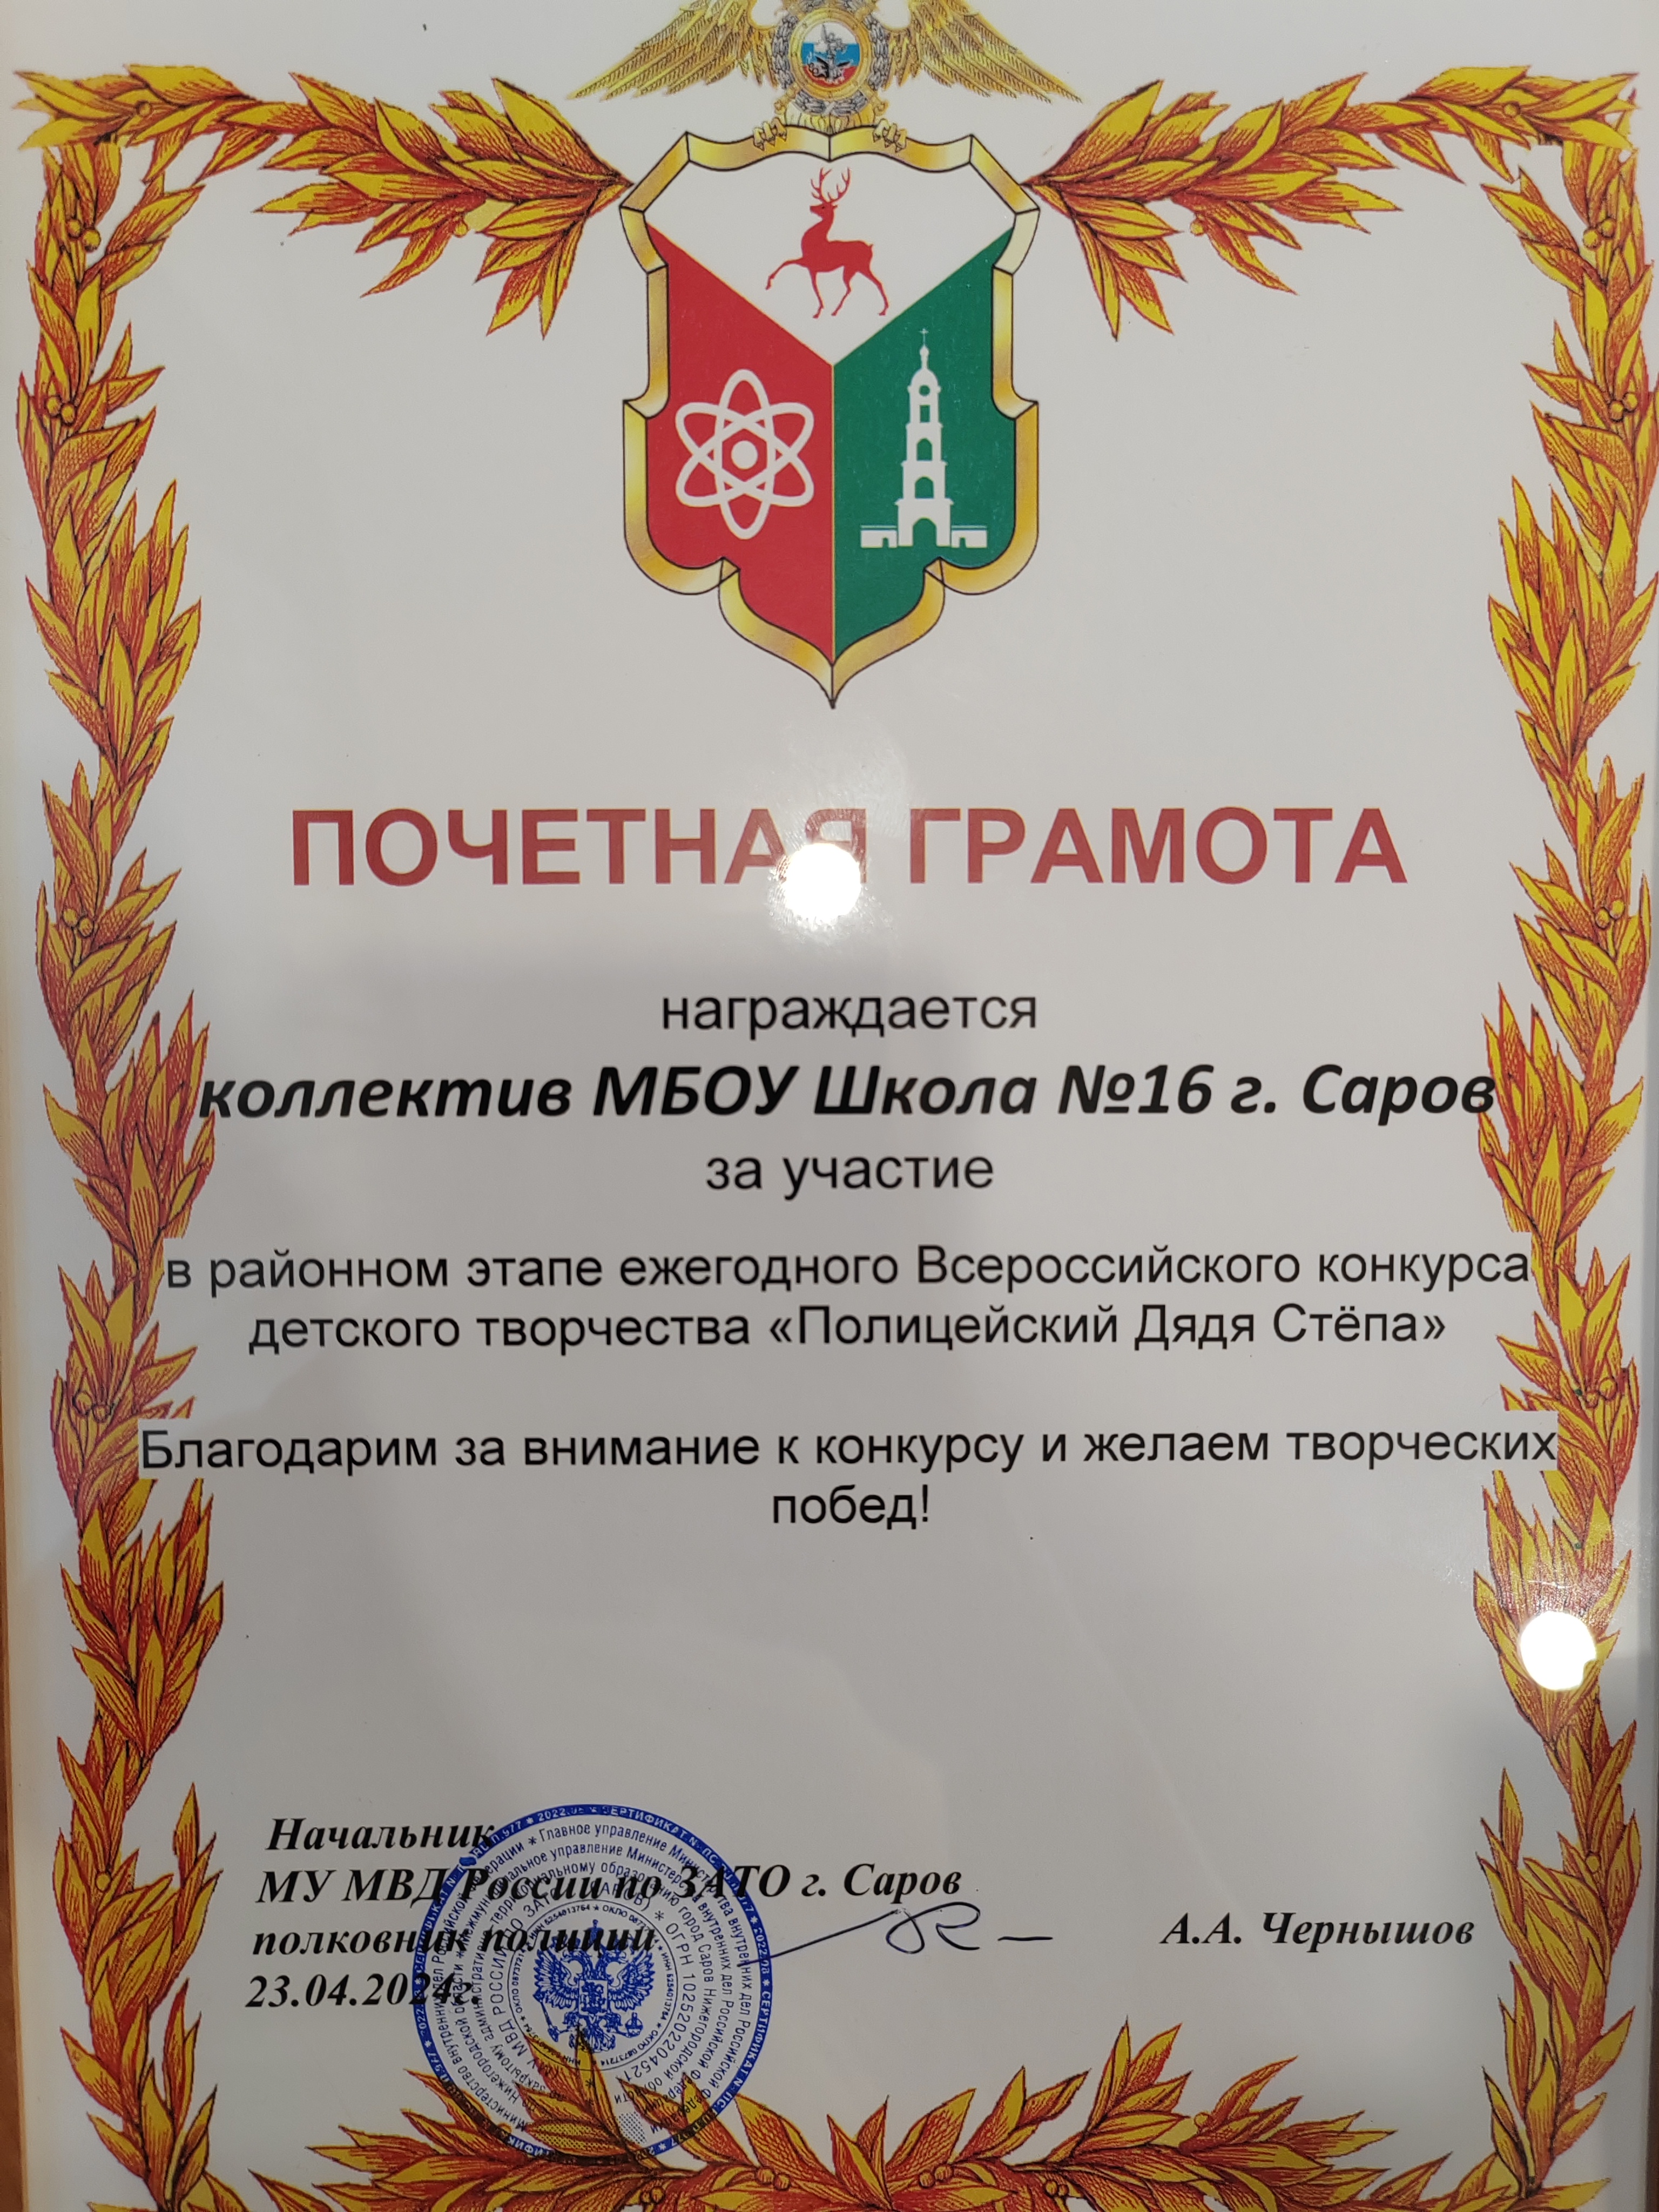 ПОЧЕТНАЯ ГРАМОТА
награждается
коллектив МБОУ Школа №16 г. Саров
за участие
в районном этапе ежегодного Всероссийского конкурса
детского творчества «Полицейский Дядя Стёпа»
Благодарим за внимание к конкурсу и желаем творческих
побед!
Начальник
МУ МВД России по ЗАТО г. Саров
полковник полиции
А.А. Чернышов
23.04.2024г.